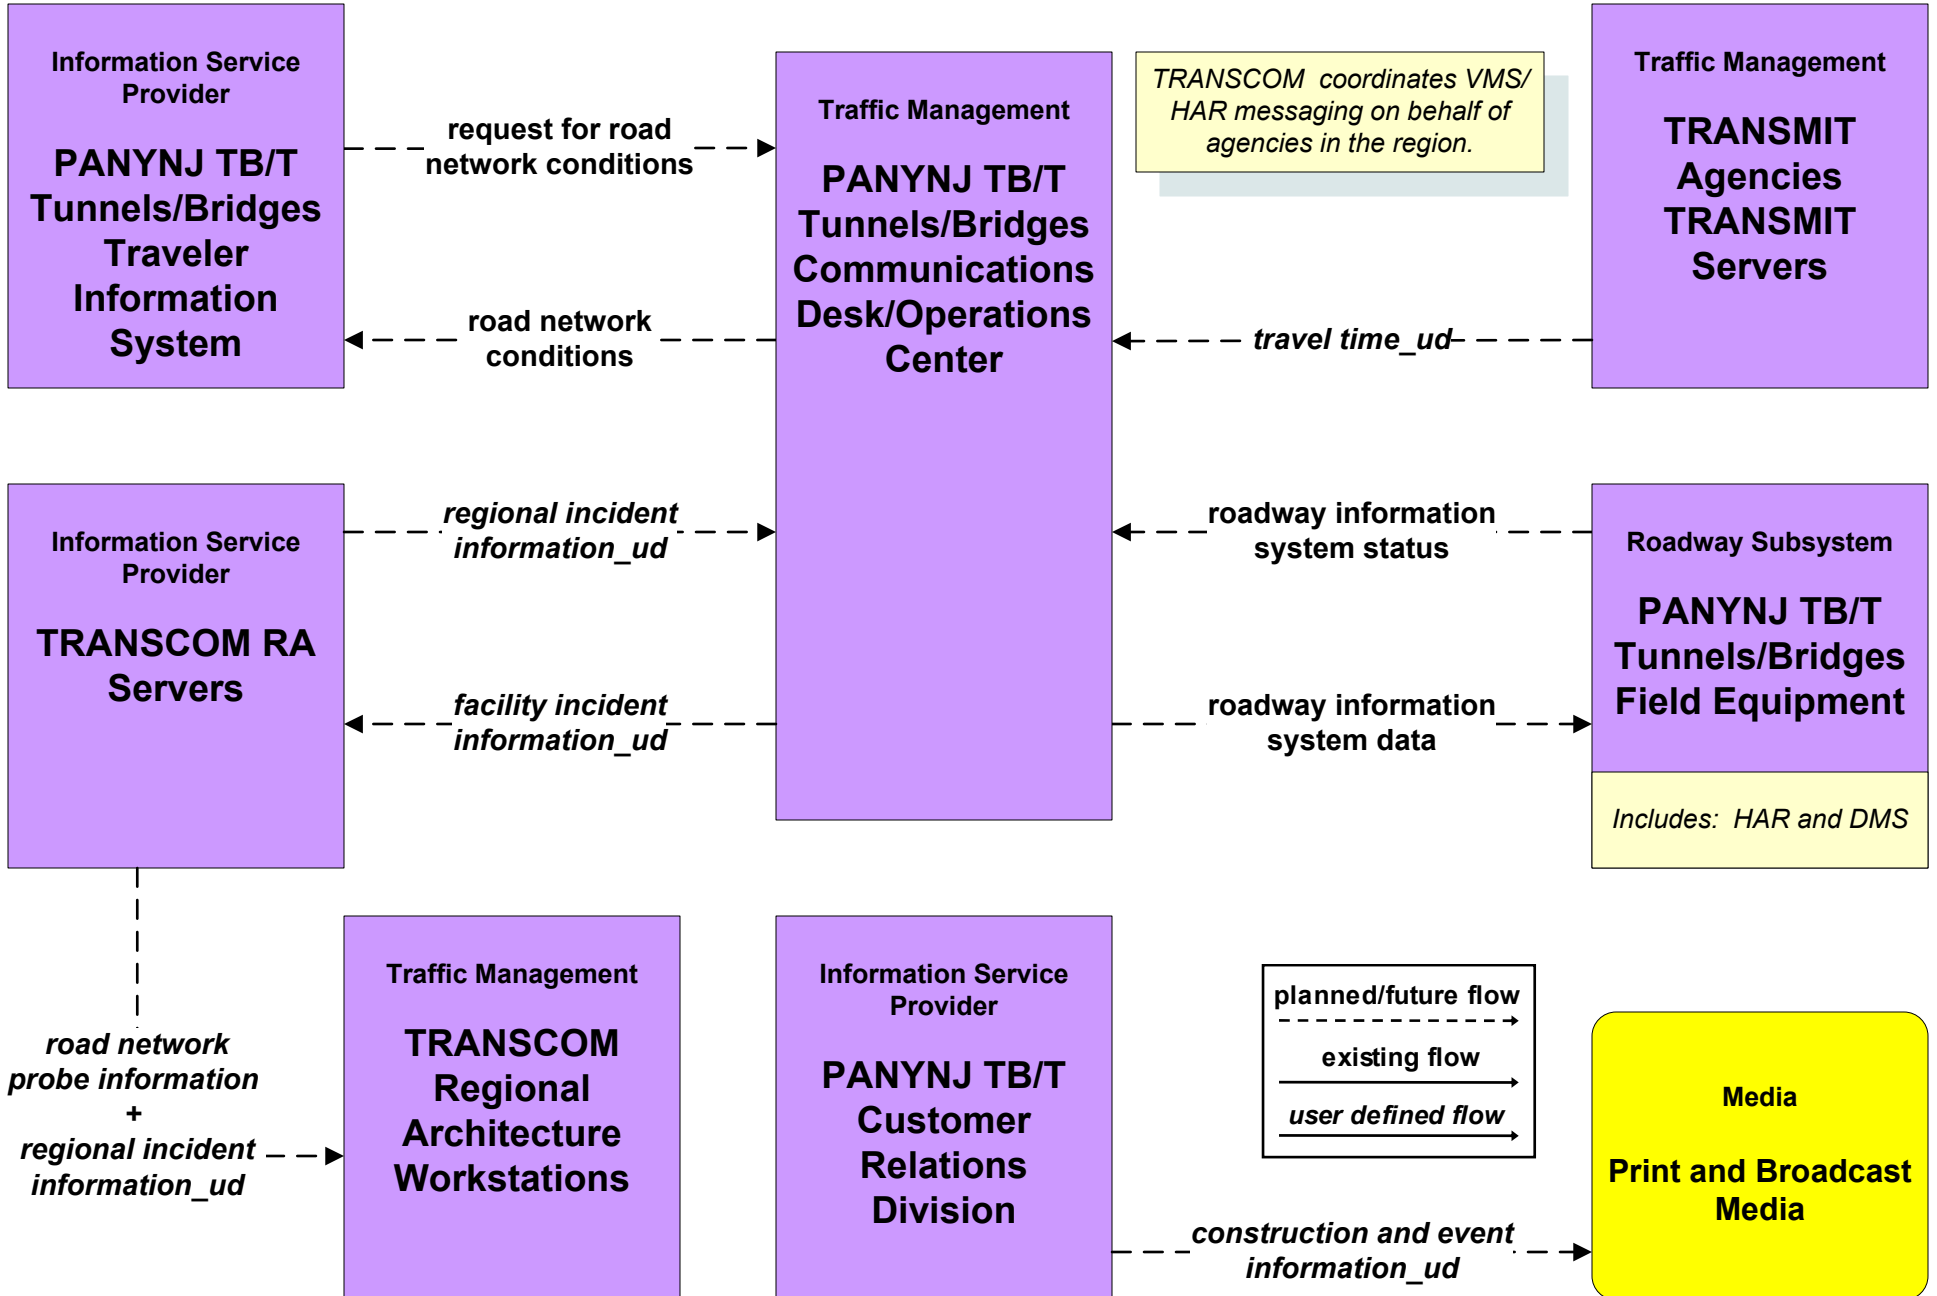 Information Service
Provider
PANYNJ TB/T
Tunnels/Bridges
Traveler
Information
System
request for road
network conditions
road network
conditions
Traffic Management
PANYNJ TB/T
Tunnels/Bridges
Communications
Desk/Operations
Center
TRANSCOM  coordinates VMS/
HAR messaging on behalf of
agencies in the region.
Traffic Management
TRANSMIT
Agencies
TRANSMIT
Servers
travel time_ud
Information Service
Provider
TRANSCOM RA
Servers
regional incident
information_ud
facility incident
information_ud
roadway information
system status
roadway information
system data
Roadway Subsystem
PANYNJ TB/T
Tunnels/Bridges
Field Equipment
Includes:  HAR and DMS
road network
probe information
+
regional incident
information_ud
Traffic Management
TRANSCOM
Regional
Architecture
Workstations
Information Service
Provider
PANYNJ TB/T
Customer
Relations
Division
planned/future flow
existing flow
user defined flow
construction and event
information_ud
Media
Print and Broadcast
Media